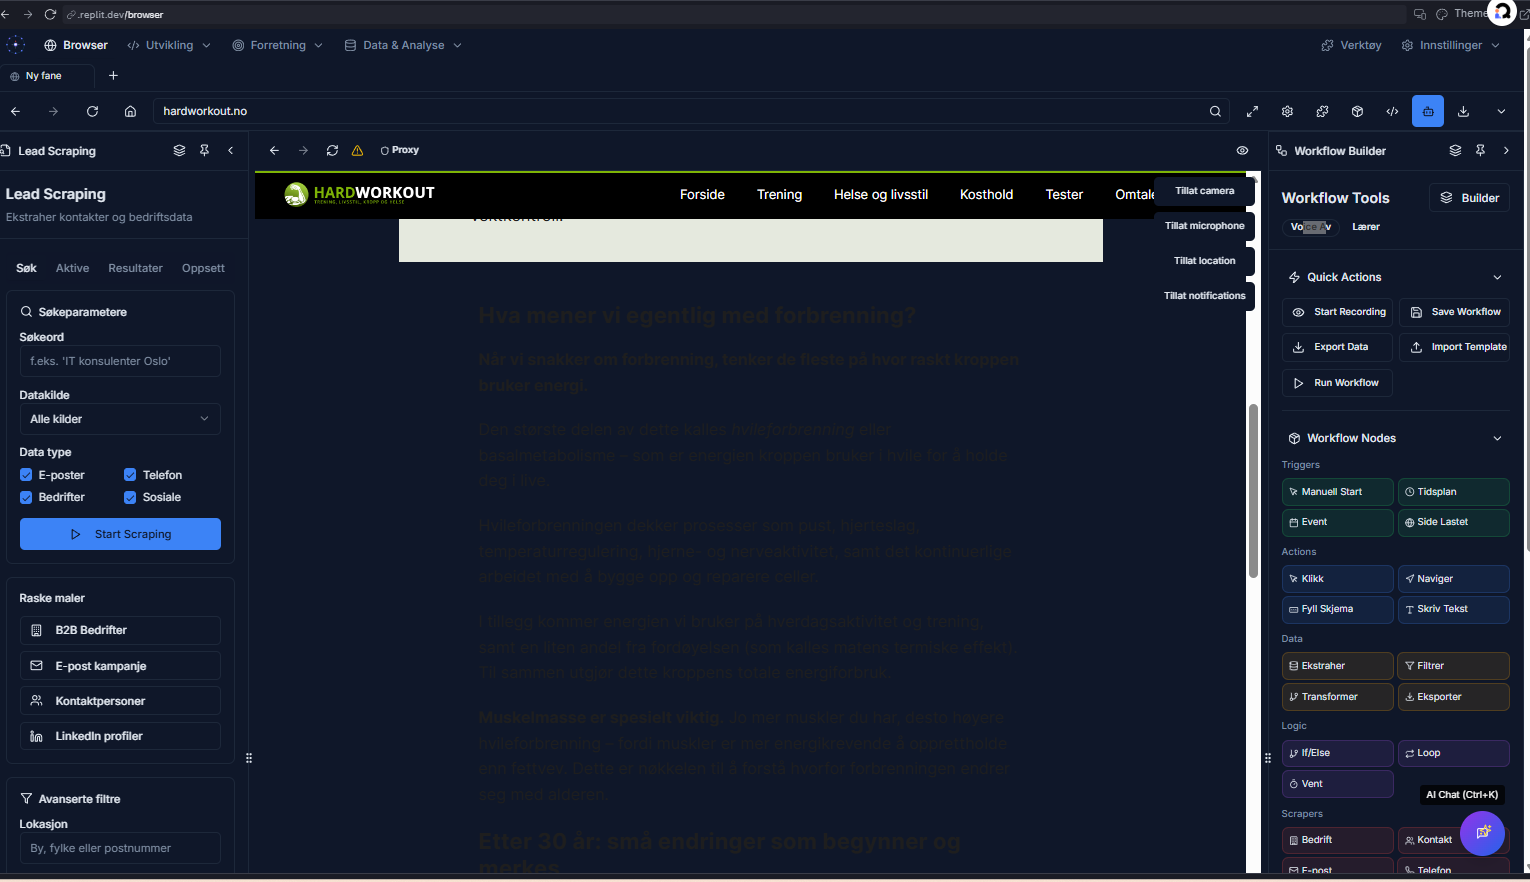 .replit.dev/browser
Theme
Browser
Utvikling
Forretning
Data & Analyse
Verktøy
Innstillinger
Ny fane
hardworkout.no
Lead Scraping
Lead Scraping
Ekstraher kontakter og bedriftsdata
Søk Aktive Resultater Oppsett
Søkeparametere
Søkeord
f.eks. 'IT konsulenter Oslo'
Datakilde
Alle kilder
Data type
E-poster Telefon
Bedrifter Sosiale
Start Scraping
Raske maler
B2B Bedrifter
E-post kampanje
Kontaktpersoner
LinkedIn profiler
Avanserte filtre
Lokasjon
By, fylke eller postnummer
Proxy
HARDWORKOUT
TRENING, LIVSSTIL, KROPP OG HELSE
Forside Trening Helse og livsstil Kosthold Tester Omtale
Tillat camera
Tillat microphone
Tillat location
Tillat notifications
Hva mener vi egentlig med forbrenning?
Når vi snakker om forbrenning, tenker de fleste på hvor raskt kroppen
bruker energi.
Den største delen av dette kalles hvileforbrenning eller
basalmetabolisme – som er energien kroppen bruker i hvile for å holde
deg i live.
Hvileforbrenningen dekker prosesser som pust, hjerteslag,
temperaturregulering, hjerne- og nerveaktivitet, samt det kontinuerlige
arbeidet med å bygge opp og reparere celler.
I tillegg kommer energien vi bruker på hverdagsaktivitet og trening,
samt en liten andel fra fordøyelsen (som kalles matens termiske effekt).
Til sammen utgjør dette kroppens totale energiforbruk.
Muskelmasse er spesielt viktig. Jo mer muskler du har, desto høyere
hvileforbrenning – fordi muskler er mer energikrevende å opprettholde
enn fettvev. Dette er nøkkelen til å forstå hvorfor forbrenningen endrer
seg med alderen.
Etter 30 år: små endringer som begynner og
merkes
Workflow Builder
Workflow Tools
Builder
Voice Av Lærer
Quick Actions
Start Recording Save Workflow
Export Data Import Template
Run Workflow
Workflow Nodes
Triggers
Manuell Start Tidsplan
Event Side Lastet
Actions
Klikk Naviger
Fyll Skjema Skriv Tekst
Data
Ekstraher Filtrer
Transformer Eksporter
Logic
If/Else Loop
Vent
AI Chat (Ctrl+K)
Scrapers
Bedrift Kontakt
E-post Telefon